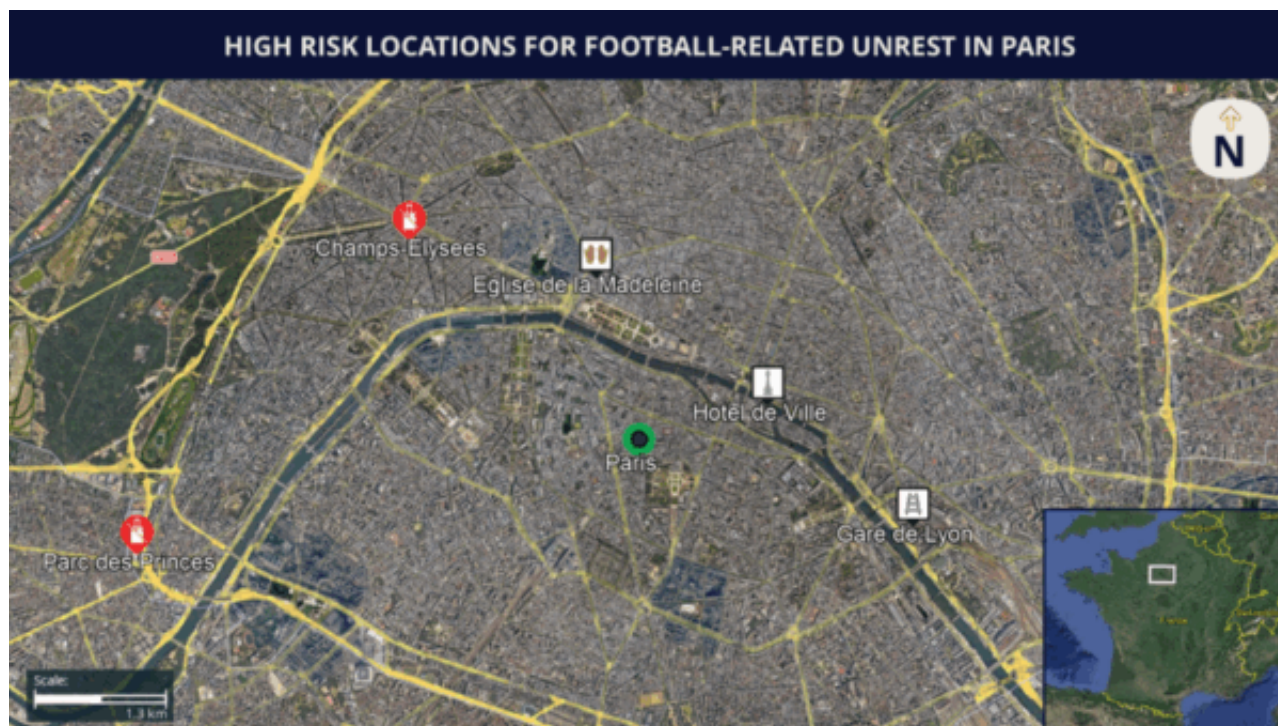 HIGH RISK LOCATIONS FOR FOOTBALL-RELATED UNREST IN PARIS
N
Champs-Elysees
Eglise de la Madeleine
Hotel de Ville
Paris
Gare de Lyon
Parc des Princes
Scale:
1.3 km
France